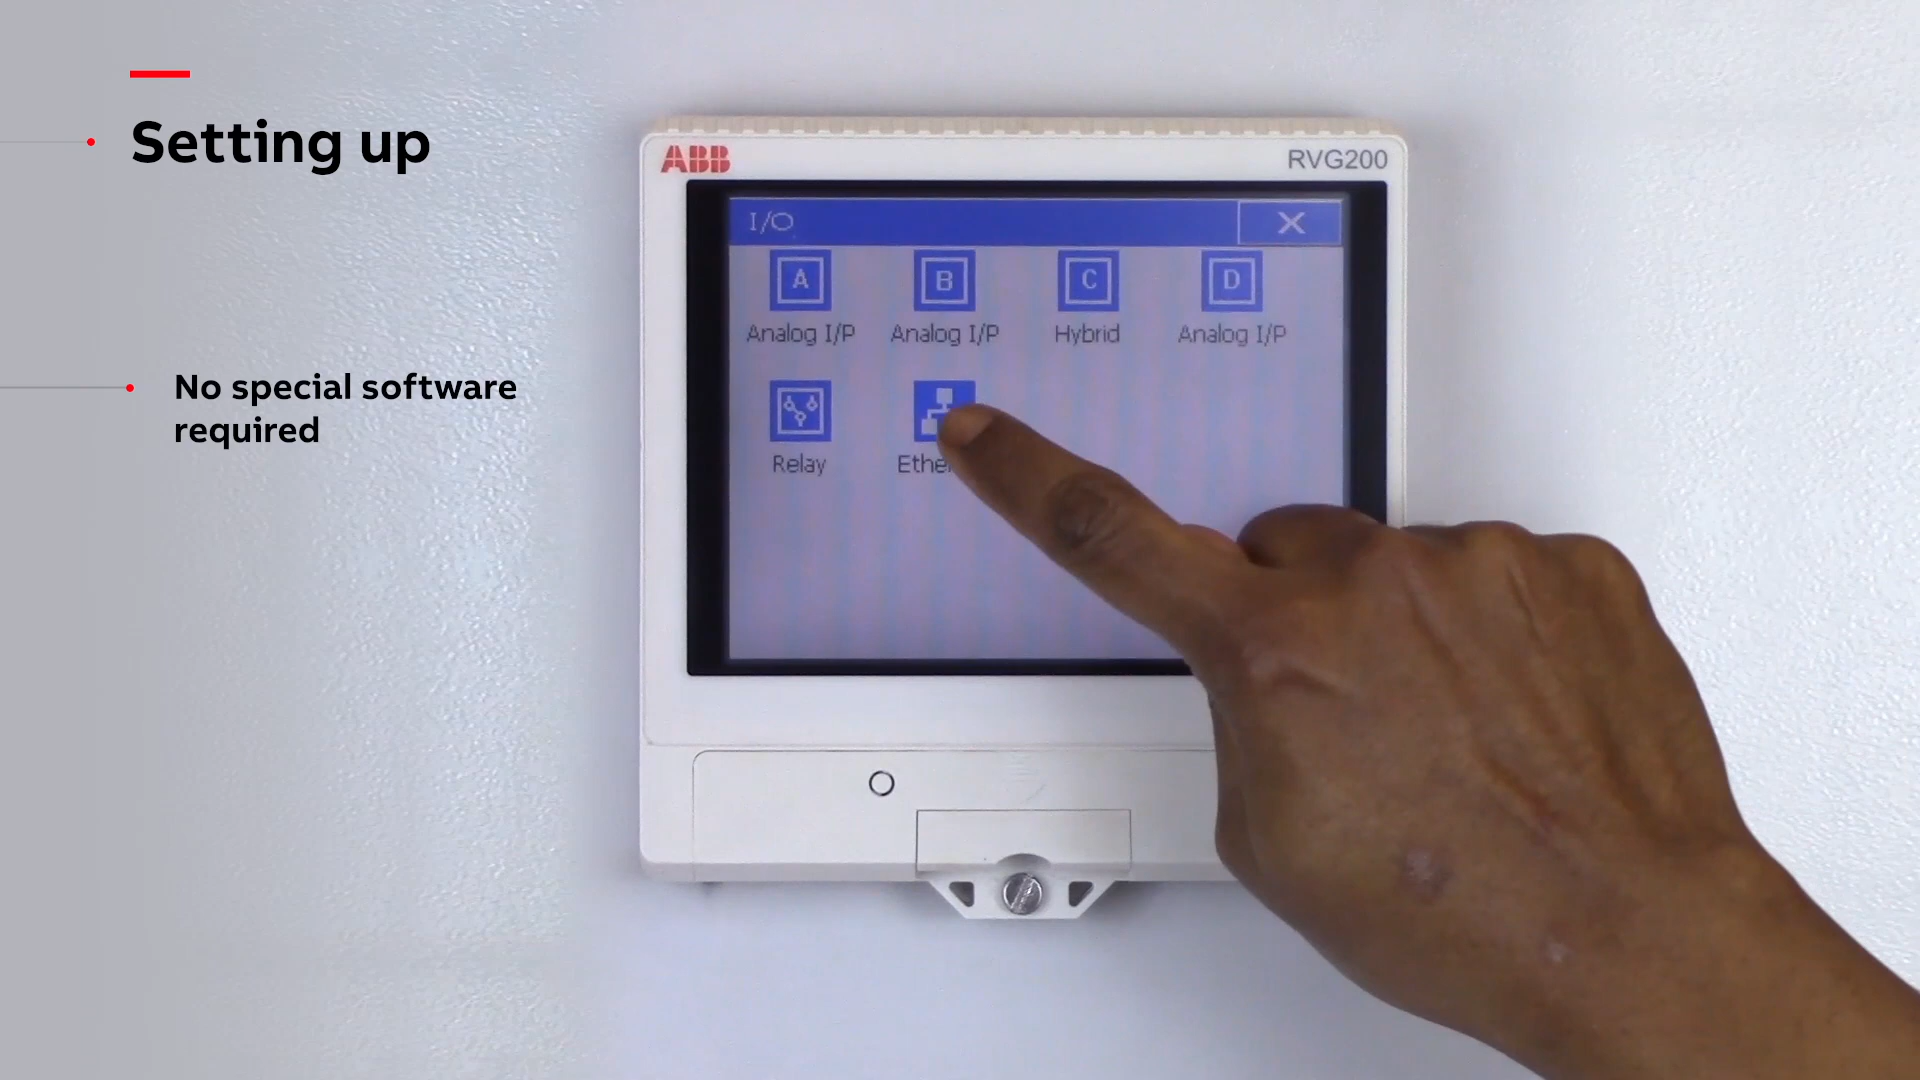 Setting up
No special software
required
ABB
RVG200
I/O
A
B
C
D
Analog I/P
Analog I/P
Hybrid
Analog I/P
Relay